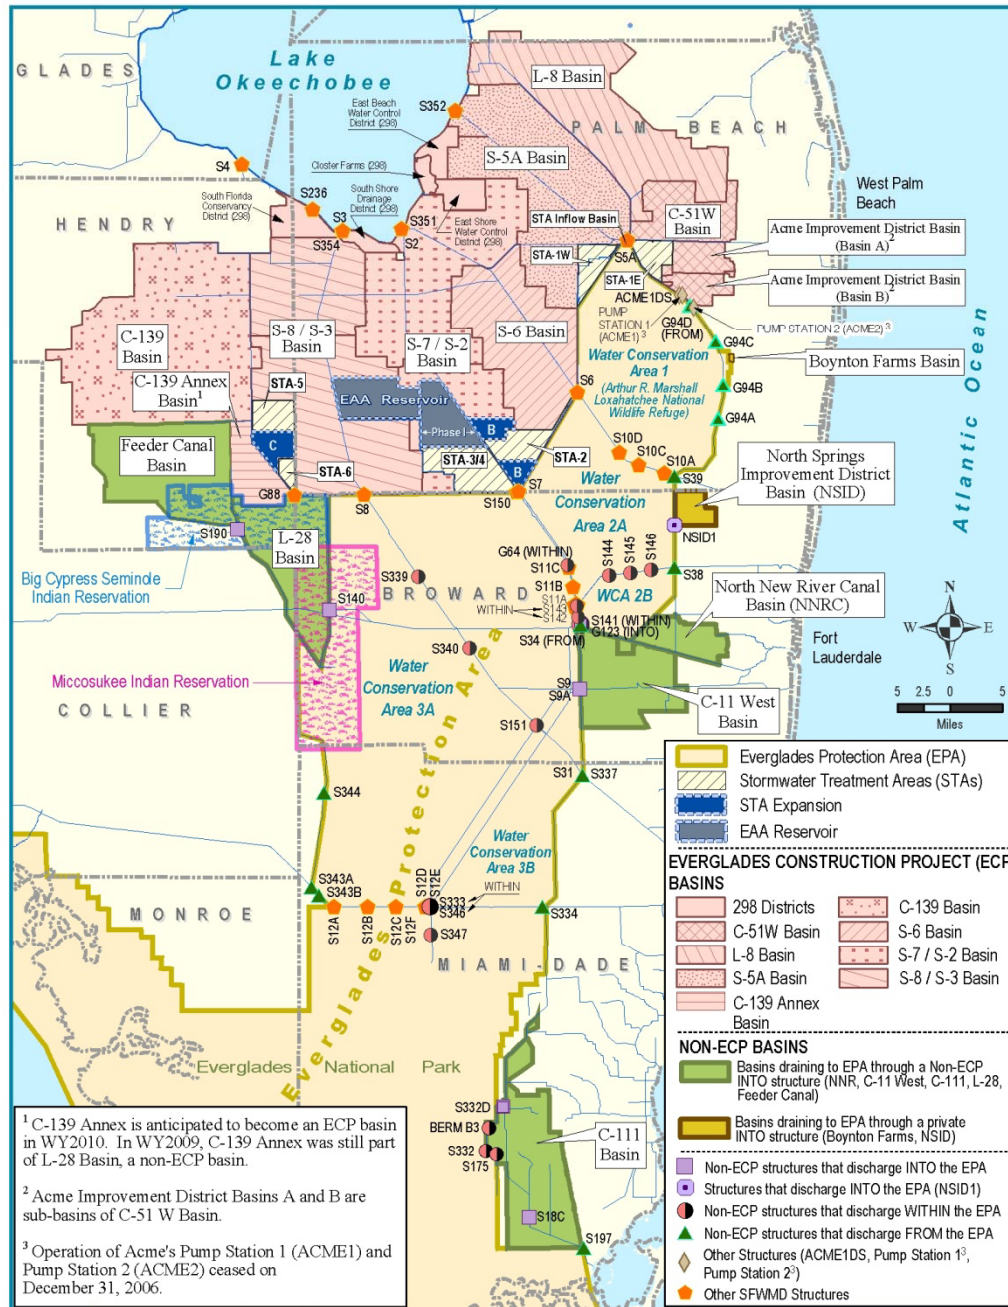 Lake
Okeechobee
GLADES
L-8 Basin
S352
East Beach
Water Control
District (298)
PALM BEACH
S-5A Basin
S4
Closter Farms (298)
S236
South Florida
Conservancy
District (298)
S3
South Shore
Drainage
District (298)
S351
S354
S2
East Shore
Water Control
District (298)
HENDRY
STA Inflow Basin
C-51W
Basin
West Palm
Beach
S5A
STA-1W
STA-1E
Acme Improvement District Basin
(Basin A)2
Acme Improvement District Basin
(Basin B)2
ACME1DS
PUMP
STATION 1
(ACME1) 3
G94D
(FROM)
PUMP STATION 2 (ACME2) 3
C-139
Basin
S-8 / S-3
Basin
S-7 / S-2
Basin
S-6 Basin
G94C
Water Conservation
Area 1
(Arthur R. Marshall
Loxahatchee National
Wildlife Refuge)
Boynton Farms Basin
C-139 Annex
Basin1
STA-5
EAA Reservoir
Phase I
S6
G94B
G94A
B
C
B
STA-6
STA-3/4
STA-2
Feeder Canal
Basin
S10D
S10C
S10A
S39
North Springs
Improvement District
Basin (NSID)
Atlantic Ocean
G88
S8
S150
S7
Water
Conservation
Area 2A
S190
L-28
Basin
NSID1
Big Cypress Seminole
Indian Reservation
G64 (WITHIN)
S11C
S144
S145
S146
S38
S339
BROWARD
S11B
WCA 2B
North New River Canal
Basin (NNRC)
S140
WITHIN
S11A
S143
S142
S141 (WITHIN)
S34 (FROM)
G123 (INTO)
N
W
E
S
Fort
Lauderdale
S340
Miccosukee Indian Reservation
Water
Conservation
Area 3A
S9
S9A
C-11 West
Basin
COLLIER
5 2.5 0 5
Miles
S151
S31
S337
S344
Water
Conservation
Area 3B
Everglades Protection Area
S343A
S343B
S12D
S12E
WITHIN
S333
S346
MONROE
S12A
S12B
S12C
S12F
S334
S347
MIAMI-DADE
Everglades National Park
S332D
BERM B3
S332
S175
C-111
Basin
S18C
S197
Everglades Protection Area (EPA)
Stormwater Treatment Areas (STAs)
STA Expansion
EAA Reservoir
EVERGLADES CONSTRUCTION PROJECT (ECP
BASINS
298 Districts
C-139 Basin
C-51W Basin
S-6 Basin
L-8 Basin
S-7 / S-2 Basin
S-5A Basin
S-8 / S-3 Basin
C-139 Annex
Basin
NON-ECP BASINS
Basins draining to EPA through a Non-ECP
INTO structure (NNR, C-11 West, C-111, L-28,
Feeder Canal)
Basins draining to EPA through a private
INTO structure (Boynton Farms, NSID)
Non-ECP structures that discharge INTO the EPA
Structures that discharge INTO the EPA (NSID1)
Non-ECP structures that discharge WITHIN the EPA
Non-ECP structures that discharge FROM the EPA
Other Structures (ACME1DS, Pump Station 13,
Pump Station 23)
Other SFWMD Structures
1 C-139 Annex is anticipated to become an ECP basin
in WY2010. In WY2009, C-139 Annex was still part
of L-28 Basin, a non-ECP basin.
2 Acme Improvement District Basins A and B are
sub-basins of C-51 W Basin.
3 Operation of Acme's Pump Station 1 (ACME1) and
Pump Station 2 (ACME2) ceased on
December 31, 2006.